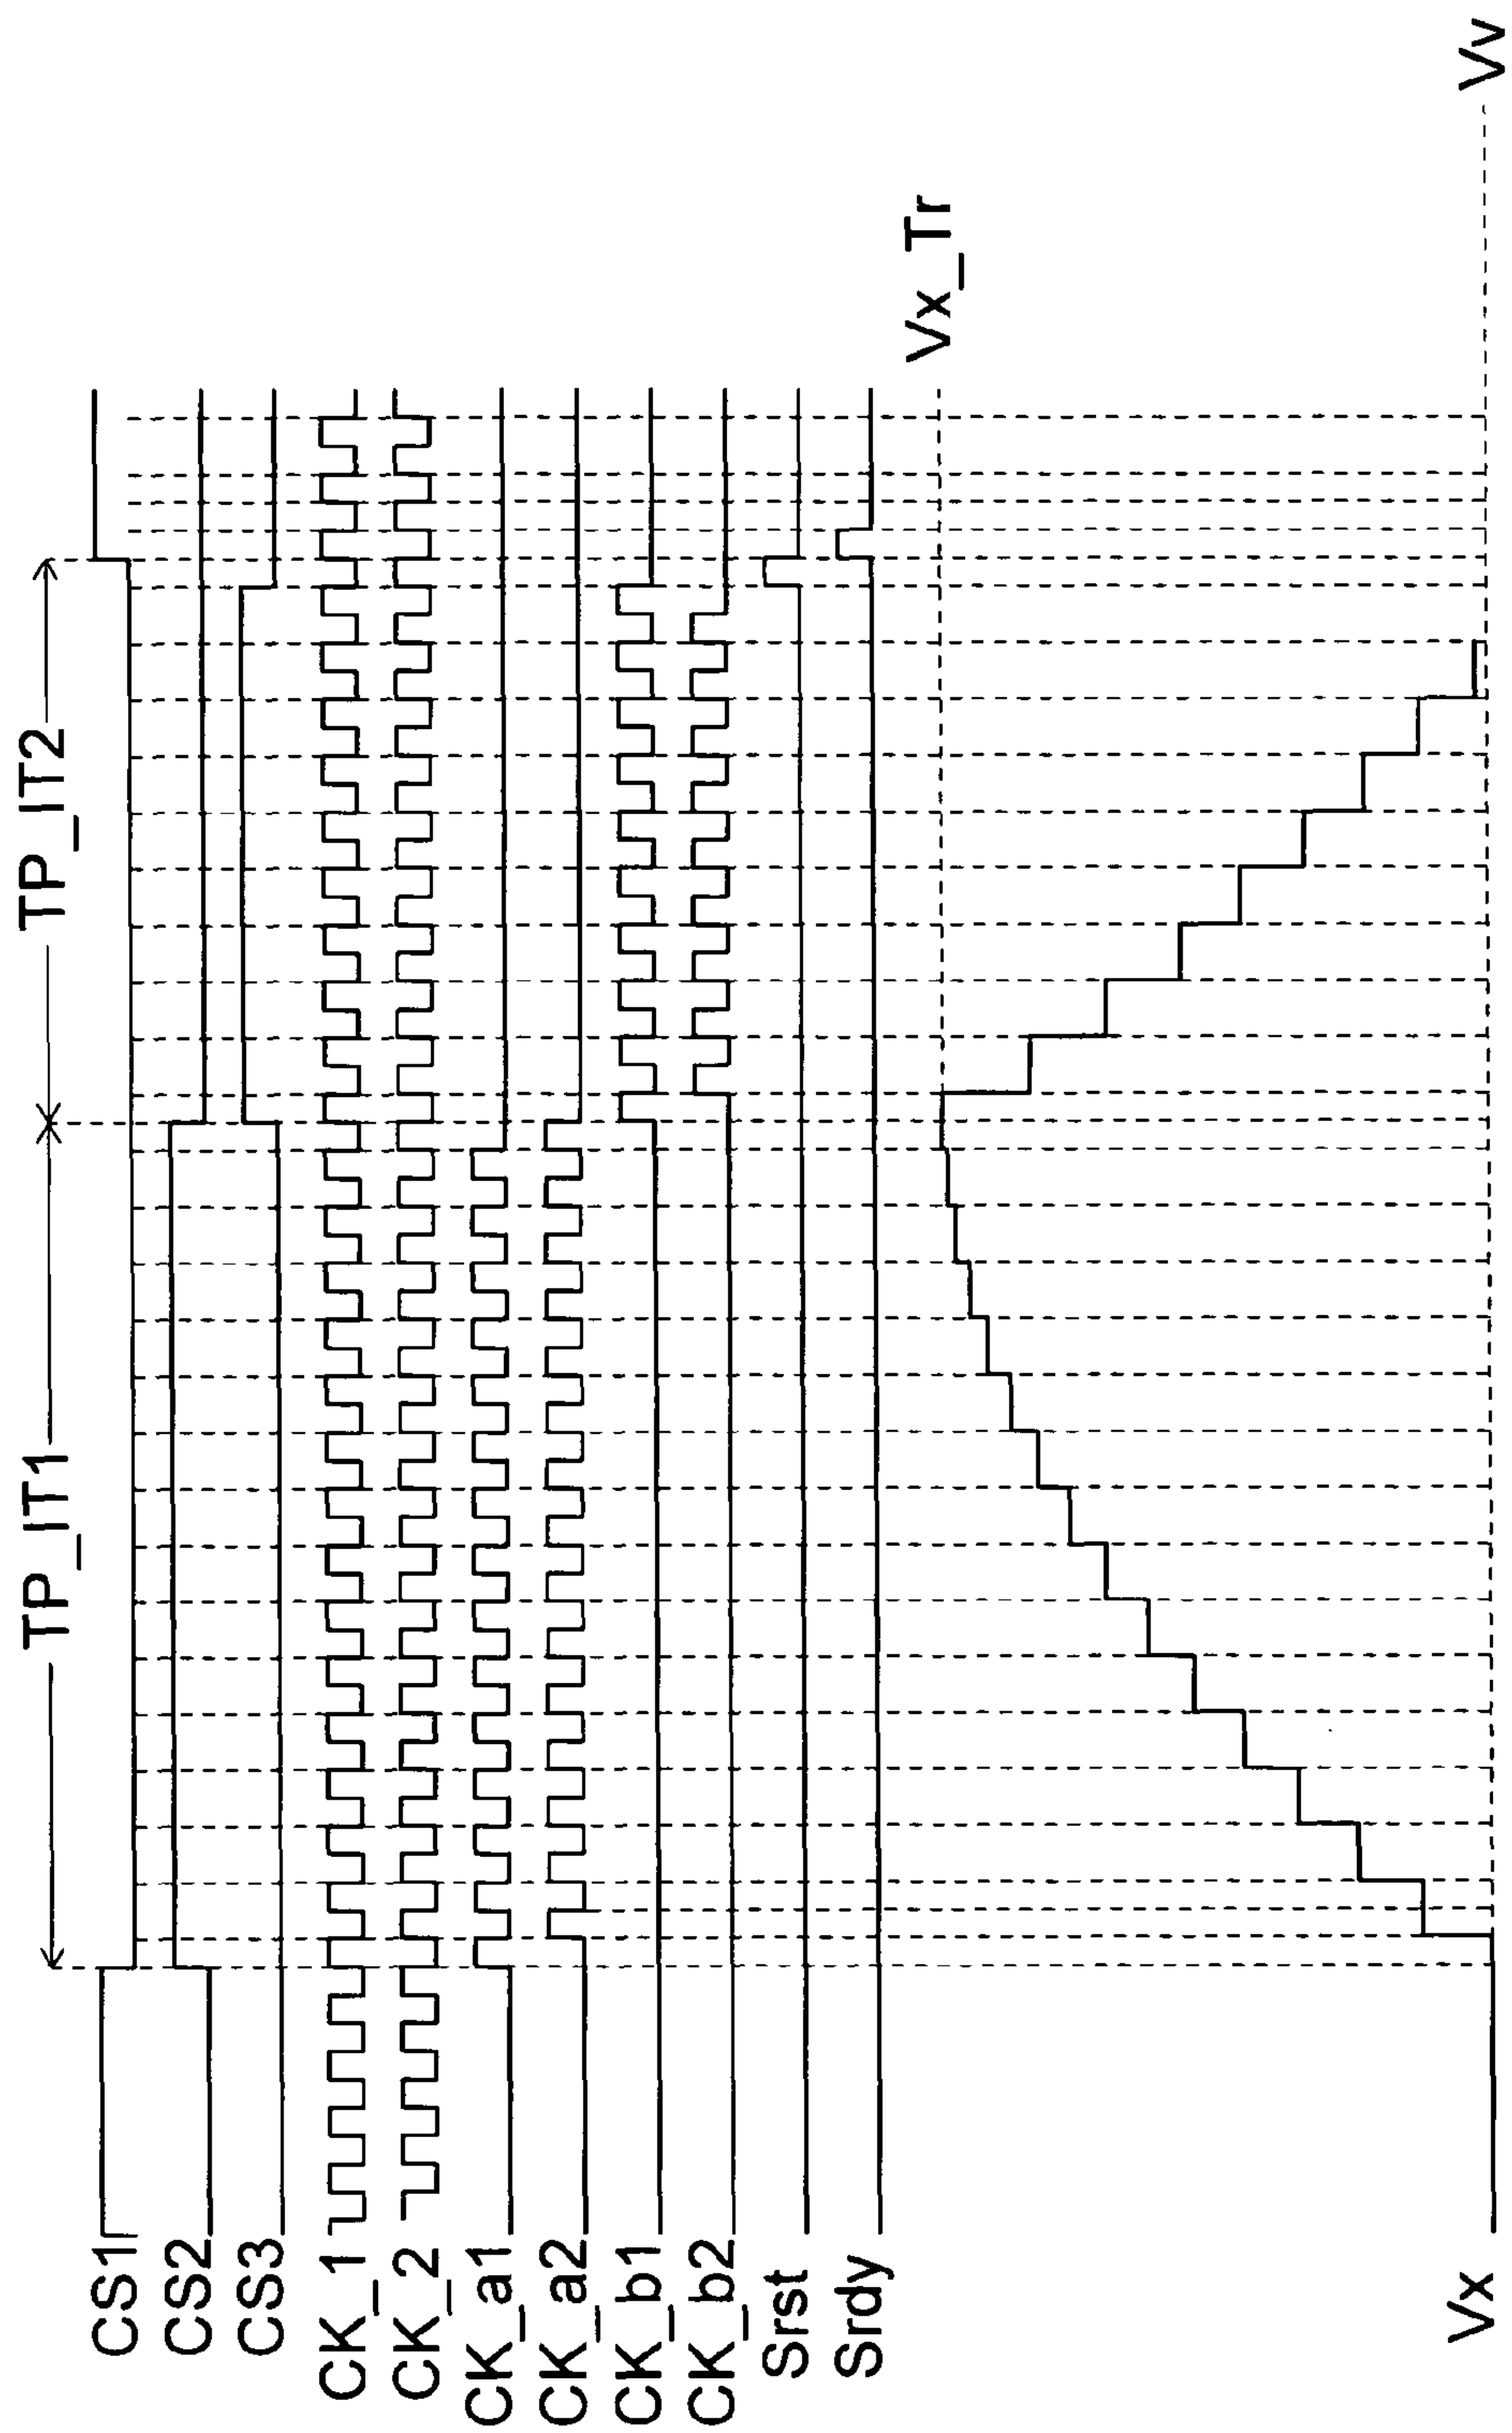 TP_IT1
TP_IT2
CS1
CS2
CS3
CK_1
CK_2
CK_a1
CK_a2
CK_b1
CK_b2
Srst
Srdy
Vx_Tr
Vx
Vv